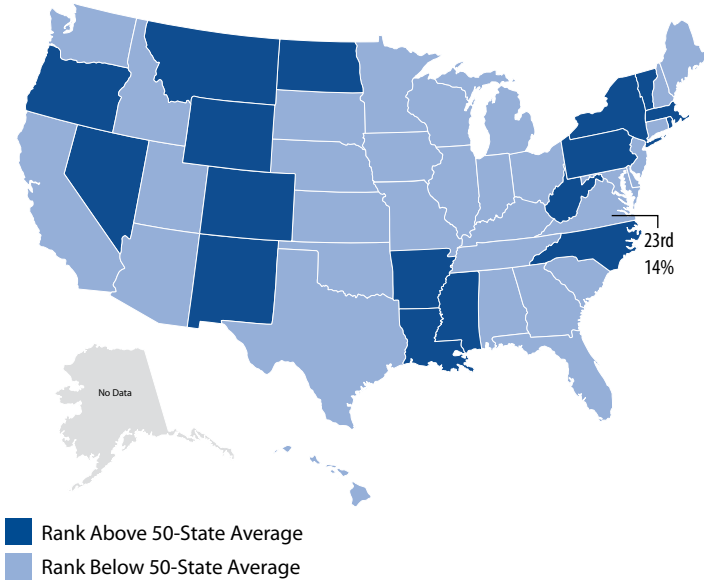 23rd
14%
No Data
Rank Above 50-State Average
Rank Below 50-State Average